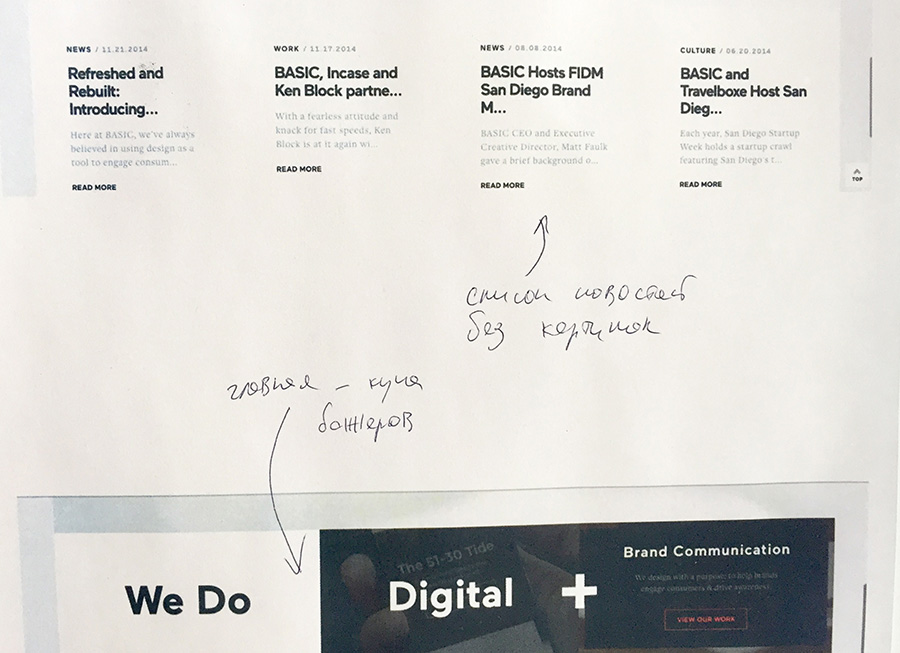 NEWS / 11.21.2014
Refreshed and
Rebuilt:
Introducing...
Here at BASIC, we've always
believed in using design as a
tool to engage consum...
READ MORE
WORK / 11.17.2014
BASIC, Incase and
Ken Block partne...
With a fearless attitude and
knack for fast speeds, Ken
Block is at it again wi...
READ MORE
NEWS / 08.08.2014
BASIC Hosts FIDM
San Diego Brand
M...
BASIC CEO and Executive
Creative Director, Matt Faulk
gave a brief background o...
READ MORE
CULTURE / 06.20.2014
BASIC and
Travelboxe Host San
Dieg...
Each year, San Diego Startup
Week holds a startup crawl
featuring San Diego's t...
READ MORE
TOP
список новостей
без картинок
главная – куча
баннеров
We Do
The 51-30 Tide
Digital +
Brand Communication
We design with a purpose: to help brands
engage consumers & drive awareness.
VIEW OUR WORK